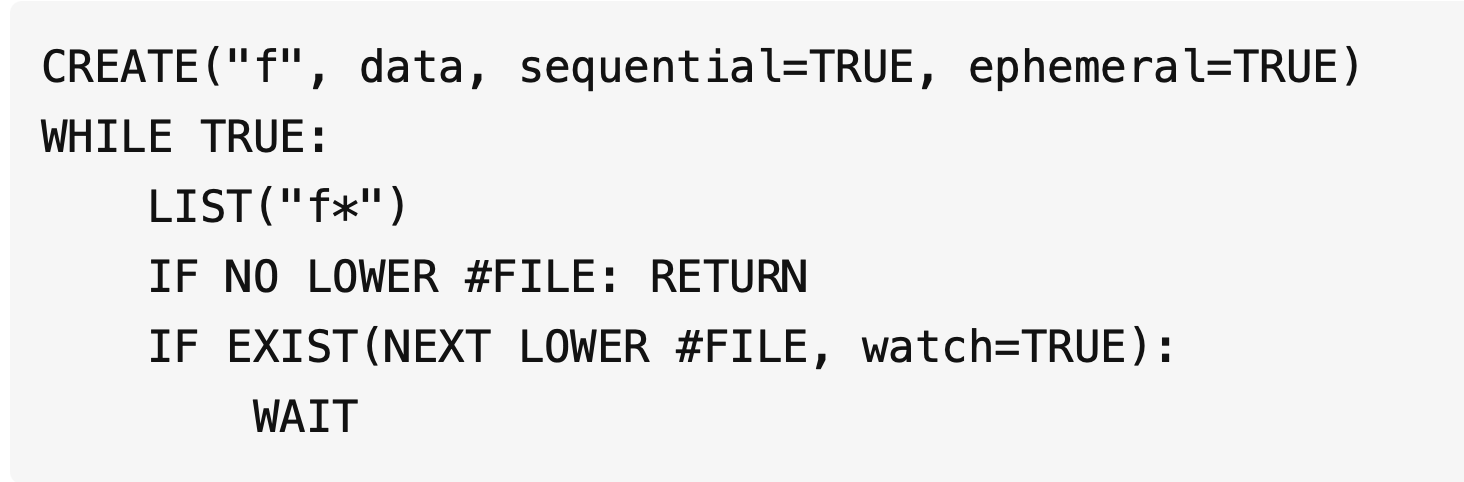 CREATE("f", data, sequential=TRUE, ephemeral=TRUE)
WHILE TRUE:
    LIST("f*")
    IF NO LOWER #FILE: RETURN
    IF EXIST(NEXT LOWER #FILE, watch=TRUE):
        WAIT